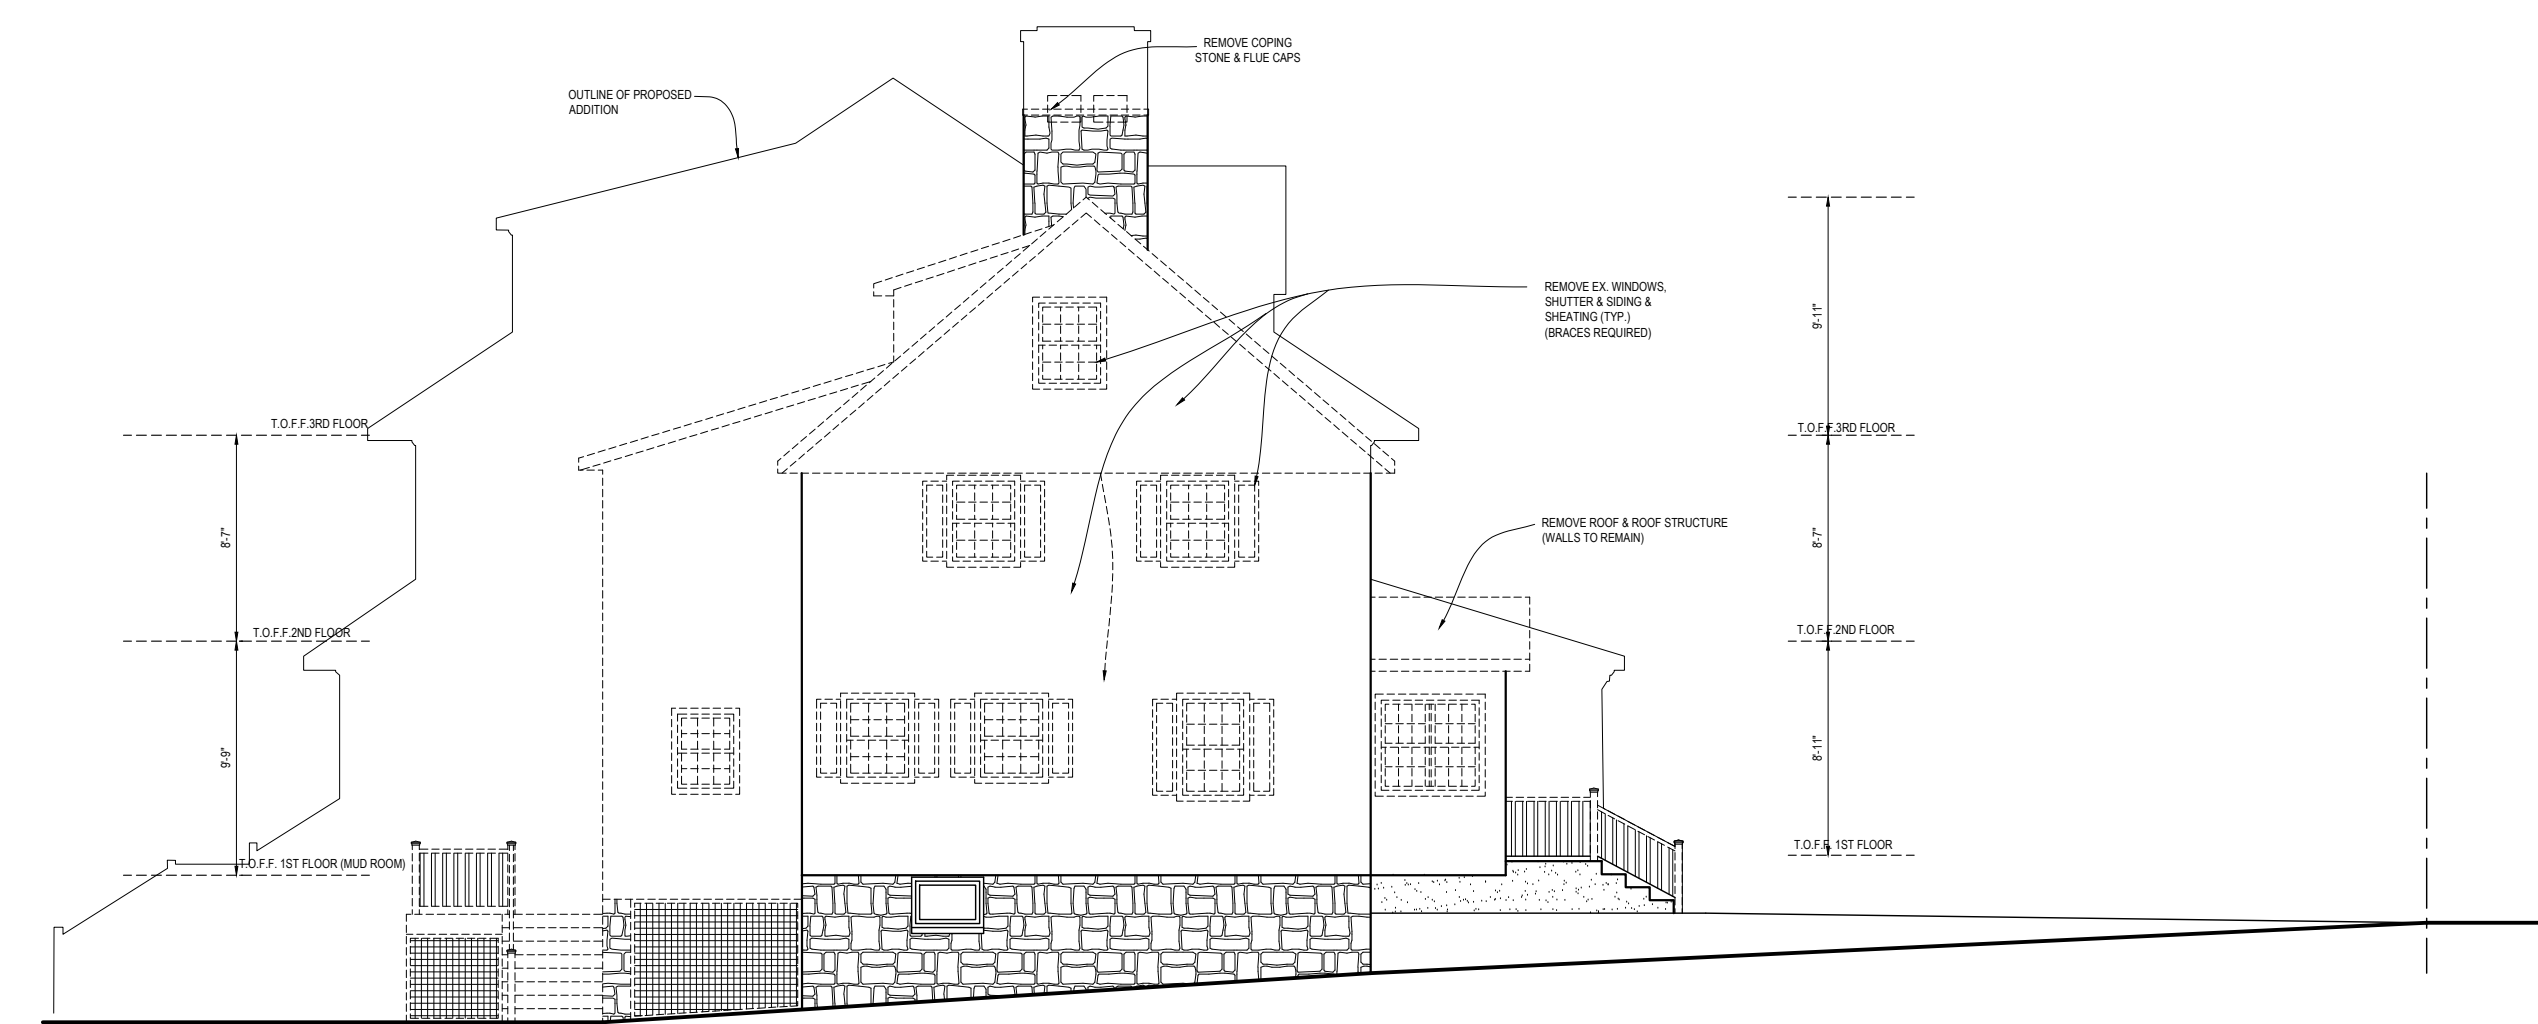 REMOVE COPING
STONE & FLUE CAPS
OUTLINE OF PROPOSED
ADDITION
REMOVE EX. WINDOWS,
SHUTTER & SIDING &
SHEATING (TYP.)
(BRACES REQUIRED)
9'-11"
T.O.F.F.3RD FLOOR
T.O.F.F.3RD FLOOR
REMOVE ROOF & ROOF STRUCTURE
(WALLS TO REMAIN)
8'-7"
8'-7"
T.O.F.F.2ND FLOOR
T.O.F.F.2ND FLOOR
9'-9"
8'-11"
T.O.F.F. 1ST FLOOR
T.O.F.F. 1ST FLOOR (MUD ROOM)